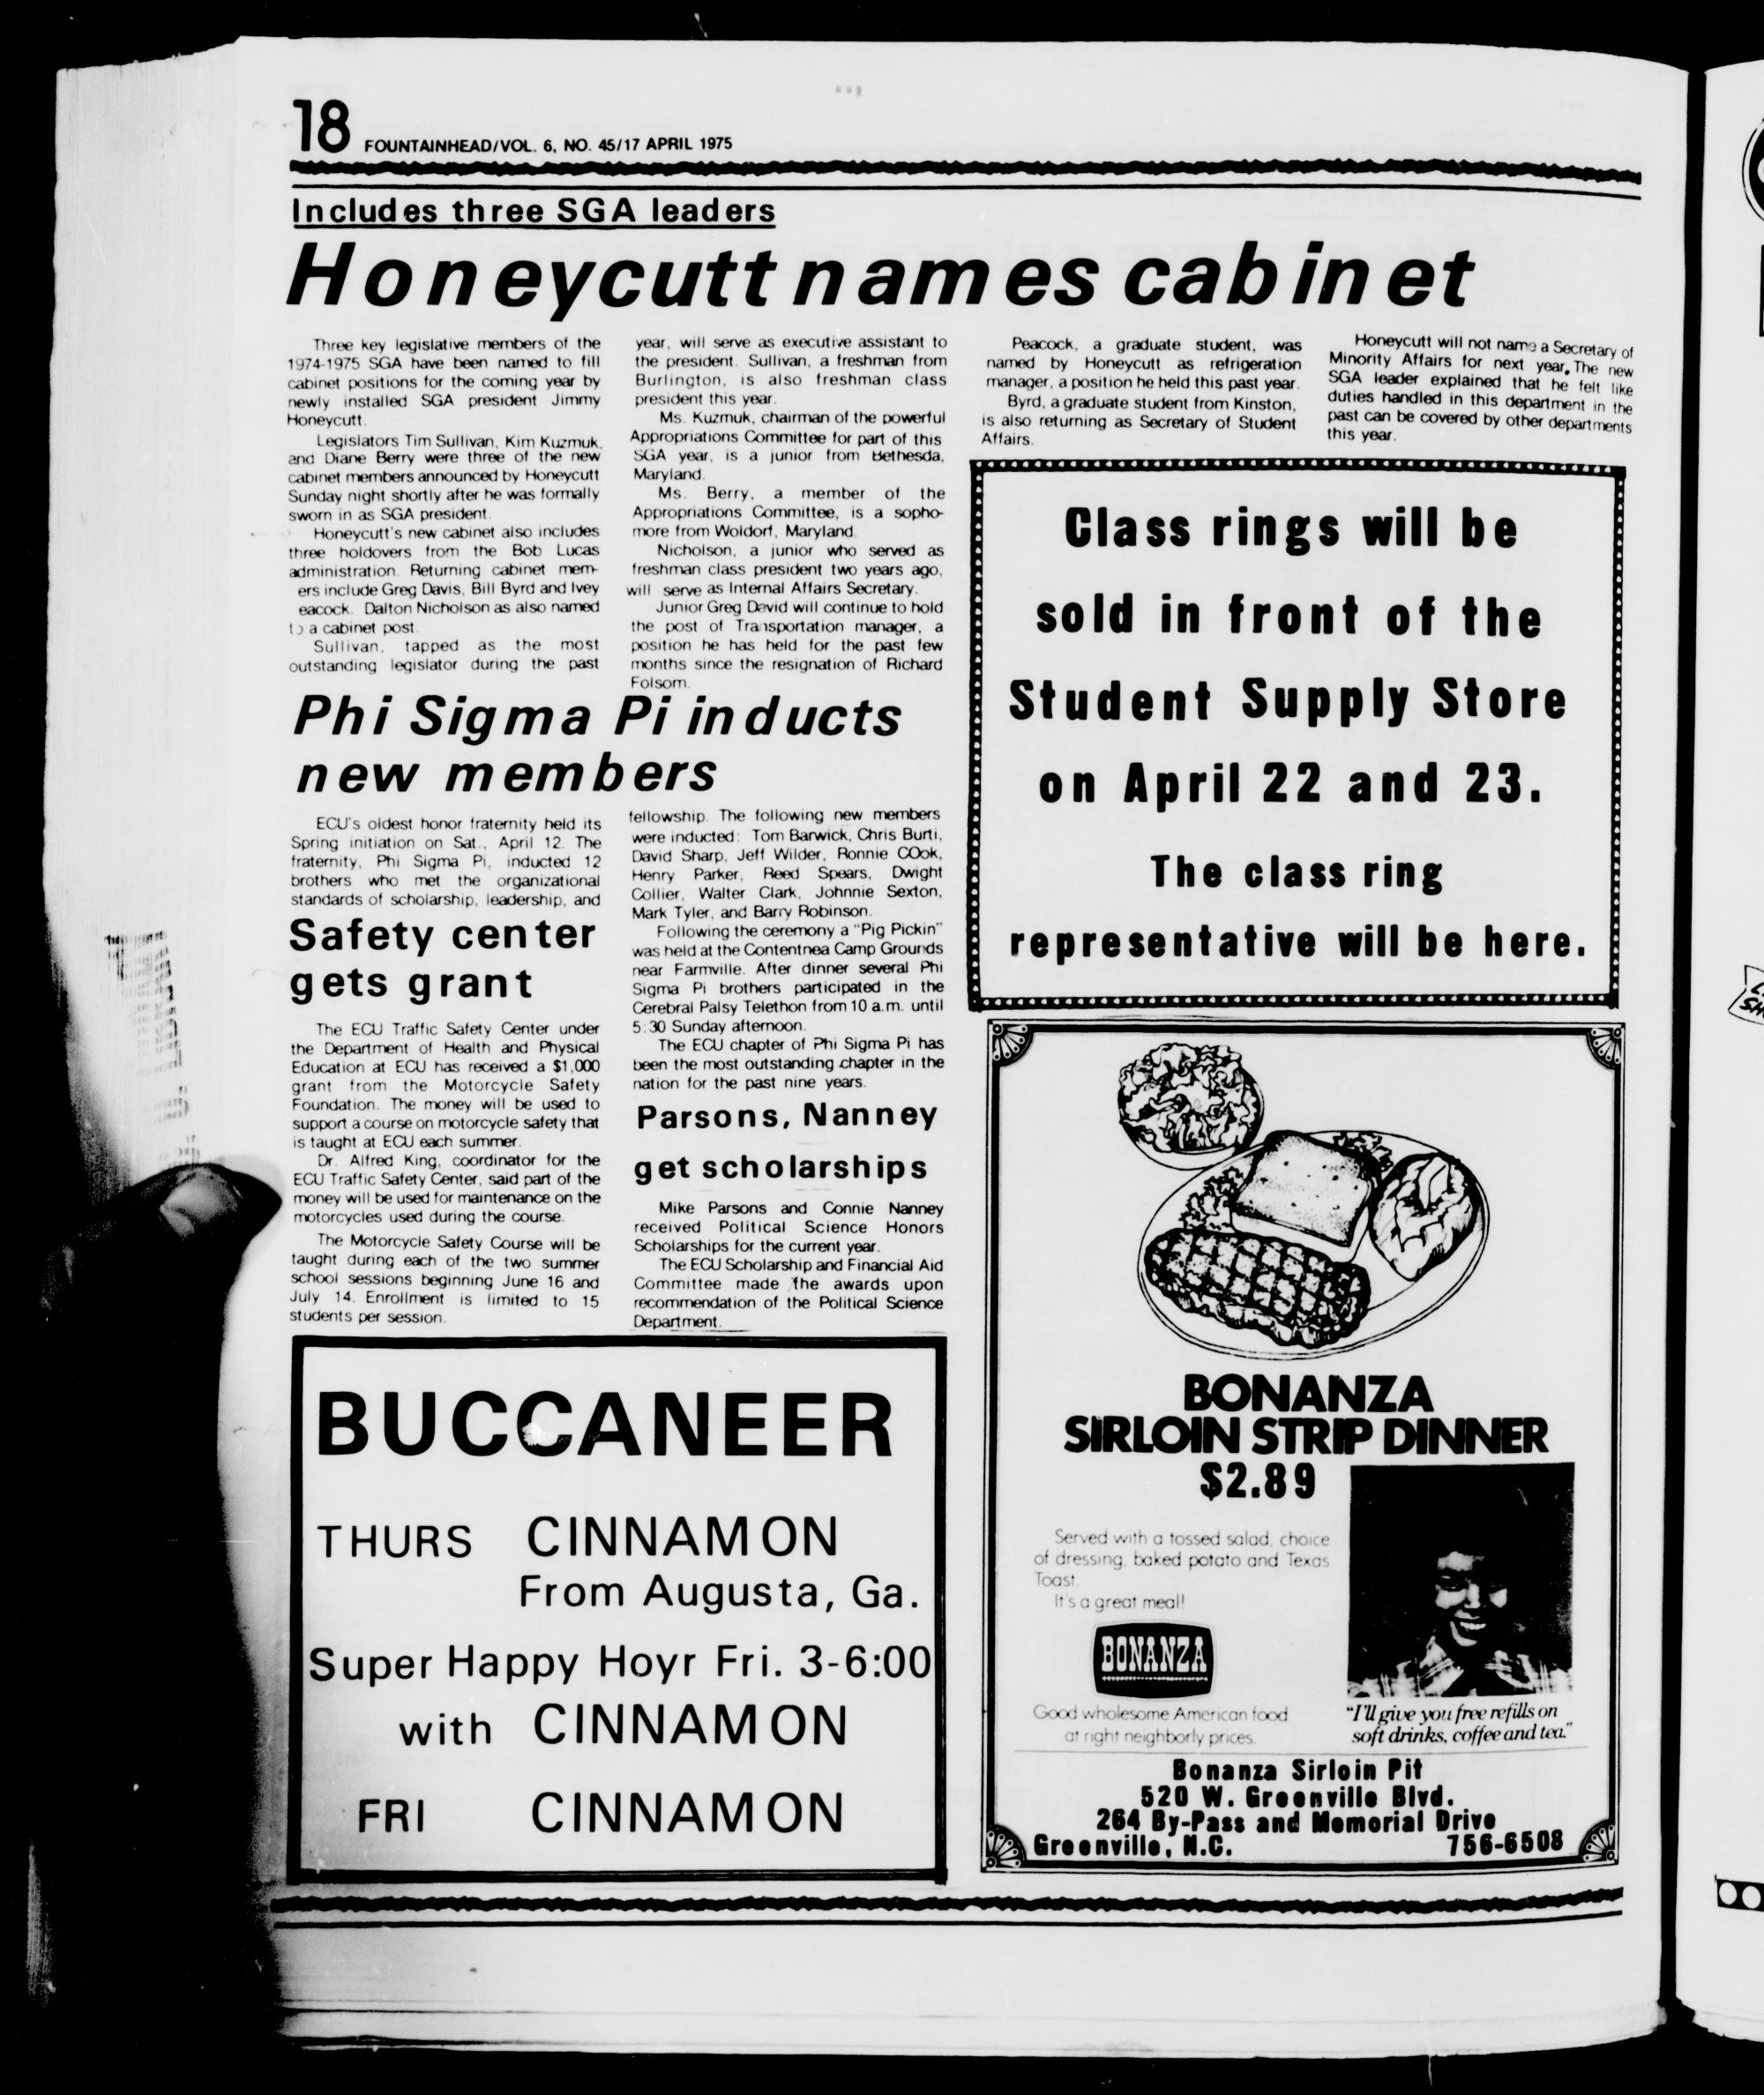 18 FOUNTAINHEAD/VOL. 6, NO. 45/17 APRIL 1975
Includes three SGA leaders
Honeycutt names cabinet
Three key legislative members of the
1974-1975 SGA have been named to fill
cabinet positions for the coming year by
newly installed SGA president Jimmy
Honeycutt.
Legislators Tim Sullivan, Kim Kuzmuk,
and Diane Berry were three of the new
cabinet members announced by Honeycutt
Sunday night shortly after he was formally
sworn in as SGA president.
Honeycutt's new cabinet also includes
three holdovers from the Bob Lucas
administration. Returning cabinet mem-
ers include Greg Davis, Bill Byrd and Ivey
eacock. Dalton Nicholson as also named
to a cabinet post.
Sullivan, tapped as the most
outstanding legislator during the past
year, will serve as executive assistant to
the president. Sullivan, a freshman from
Burlington, is also freshman class
president this year.
Ms. Kuzmuk, chairman of the powerful
Appropriations Committee for part of this
SGA year, is a junior from Bethesda,
Maryland.
Ms. Berry, a member of the
Appropriations Committee, is a sopho-
more from Woldorf, Maryland.
Nicholson, a junior who served as
freshman class president two years ago,
will serve as Internal Affairs Secretary.
Junior Greg David will continue to hold
the post of Transportation manager, a
position he has held for the past few
months since the resignation of Richard
Folsom.
Peacock, a graduate student, was
named by Honeycutt as refrigeration
manager, a position he held this past year.
Byrd, a graduate student from Kinston,
is also returning as Secretary of Student
Affairs.
Honeycutt will not name a Secretary of
Minority Affairs for next year. The new
SGA leader explained that he felt like
duties handled in this department in the
past can be covered by other departments
this year.
Phi Sigma Pi inducts
new members
ECU's oldest honor fraternity held its
Spring initiation on Sat., April 12. The
fraternity, Phi Sigma Pi, inducted 12
brothers who met the organizational
standards of scholarship, leadership, and
fellowship. The following new members
were inducted: Tom Barwick, Chris Burti,
David Sharp, Jeff Wilder, Ronnie COok,
Henry Parker, Reed Spears, Dwight
Collier, Walter Clark, Johnnie Sexton,
Mark Tyler, and Barry Robinson.
Following the ceremony a "Pig Pickin"
was held at the Contentnea Camp Grounds
near Farmville. After dinner several Phi
Sigma Pi brothers participated in the
Cerebral Palsy Telethon from 10 a.m. until
5:30 Sunday afternoon.
The ECU chapter of Phi Sigma Pi has
been the most outstanding chapter in the
nation for the past nine years.
Safety center
gets grant
The ECU Traffic Safety Center under
the Department of Health and Physical
Education at ECU has received a $1,000
grant from the Motorcycle Safety
Foundation. The money will be used to
support a course on motorcycle safety that
is taught at ECU each summer.
Dr. Alfred King, coordinator for the
ECU Traffic Safety Center, said part of the
money will be used for maintenance on the
motorcycles used during the course.
The Motorcycle Safety Course will be
taught during each of the two summer
school sessions beginning June 16 and
July 14. Enrollment is limited to 15
students per session.
Parsons, Nanney
get scholarships
Mike Parsons and Connie Nanney
received Political Science Honors
Scholarships for the current year.
The ECU Scholarship and Financial Aid
Committee made the awards upon
recommendation of the Political Science
Department.
Class rings will be
sold in front of the
Student Supply Store
on April 22 and 23.
The class ring
representative will be here.
BUCCANEER
THURS CINNAMON
From Augusta, Ga.
Super Happy Hoyr Fri. 3-6:00
with CINNAMON
FRI CINNAMON
BONANZA
SIRLOIN STRIP DINNER
$2.89
Served with a tossed salad, choice
of dressing, baked potato and Texas
Toast.
It's a great meal!
BONANZA
Good wholesome American food
at right neighborly prices.
"I'll give you free refills on
soft drinks, coffee and tea."
Bonanza Sirloin Pit
520 W. Greenville Blvd.
264 By-Pass and Memorial Drive
Greenville, N.C. 756-6508